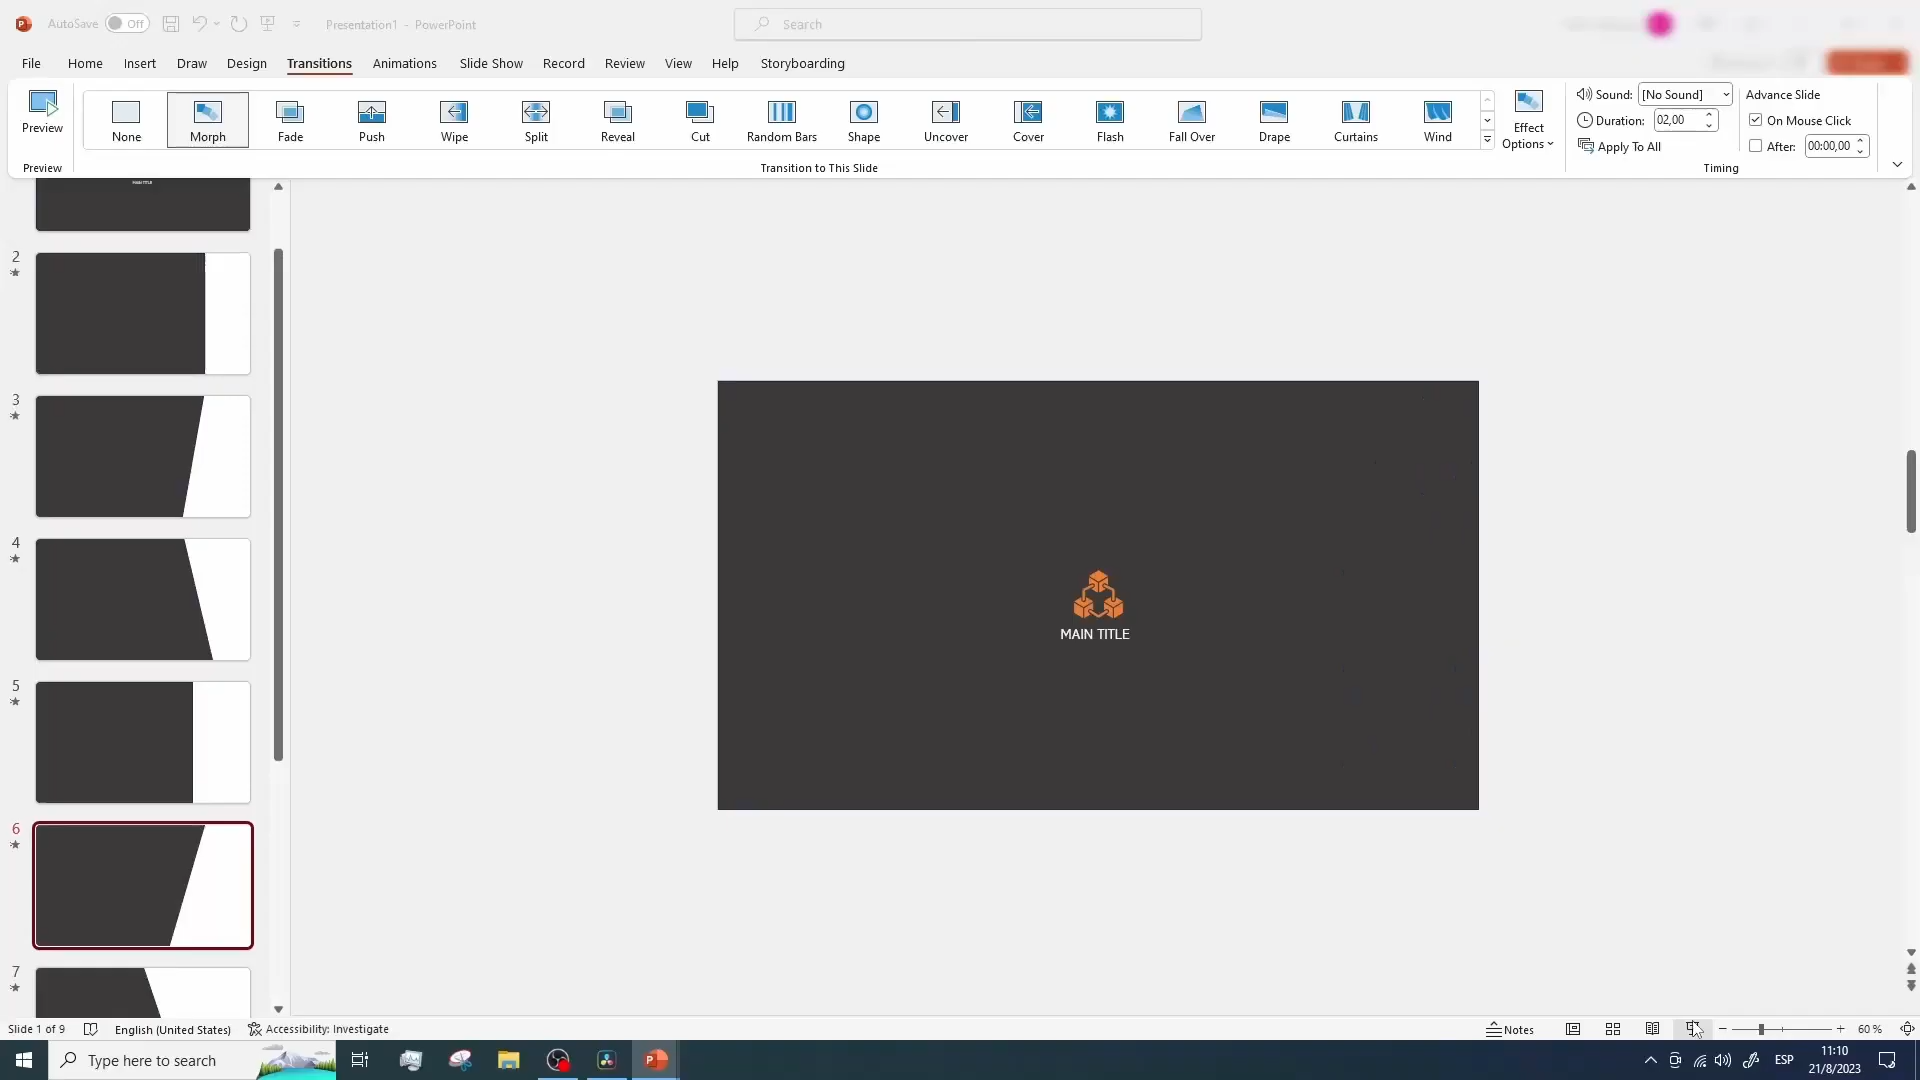 AutoSave Off Presentation1 - PowerPoint Search
File Home Insert Draw Design Transitions Animations Slide Show Record Review View Help Storyboarding
Preview None Morph Fade Push Wipe Split Reveal Cut Random Bars Shape Uncover Cover Flash Fall Over Drape Curtains Wind Effect Options
Sound: [No Sound] Advance Slide
Duration: 02,00 On Mouse Click
Apply To All After: 00:00,00
Preview Transition to This Slide Timing
MAIN TITLE
2
3
4
5
6
7
MAIN TITLE
Slide 1 of 9 English (United States) Accessibility: Investigate Notes 60 %
Type here to search ESP 11:10
21/8/2023